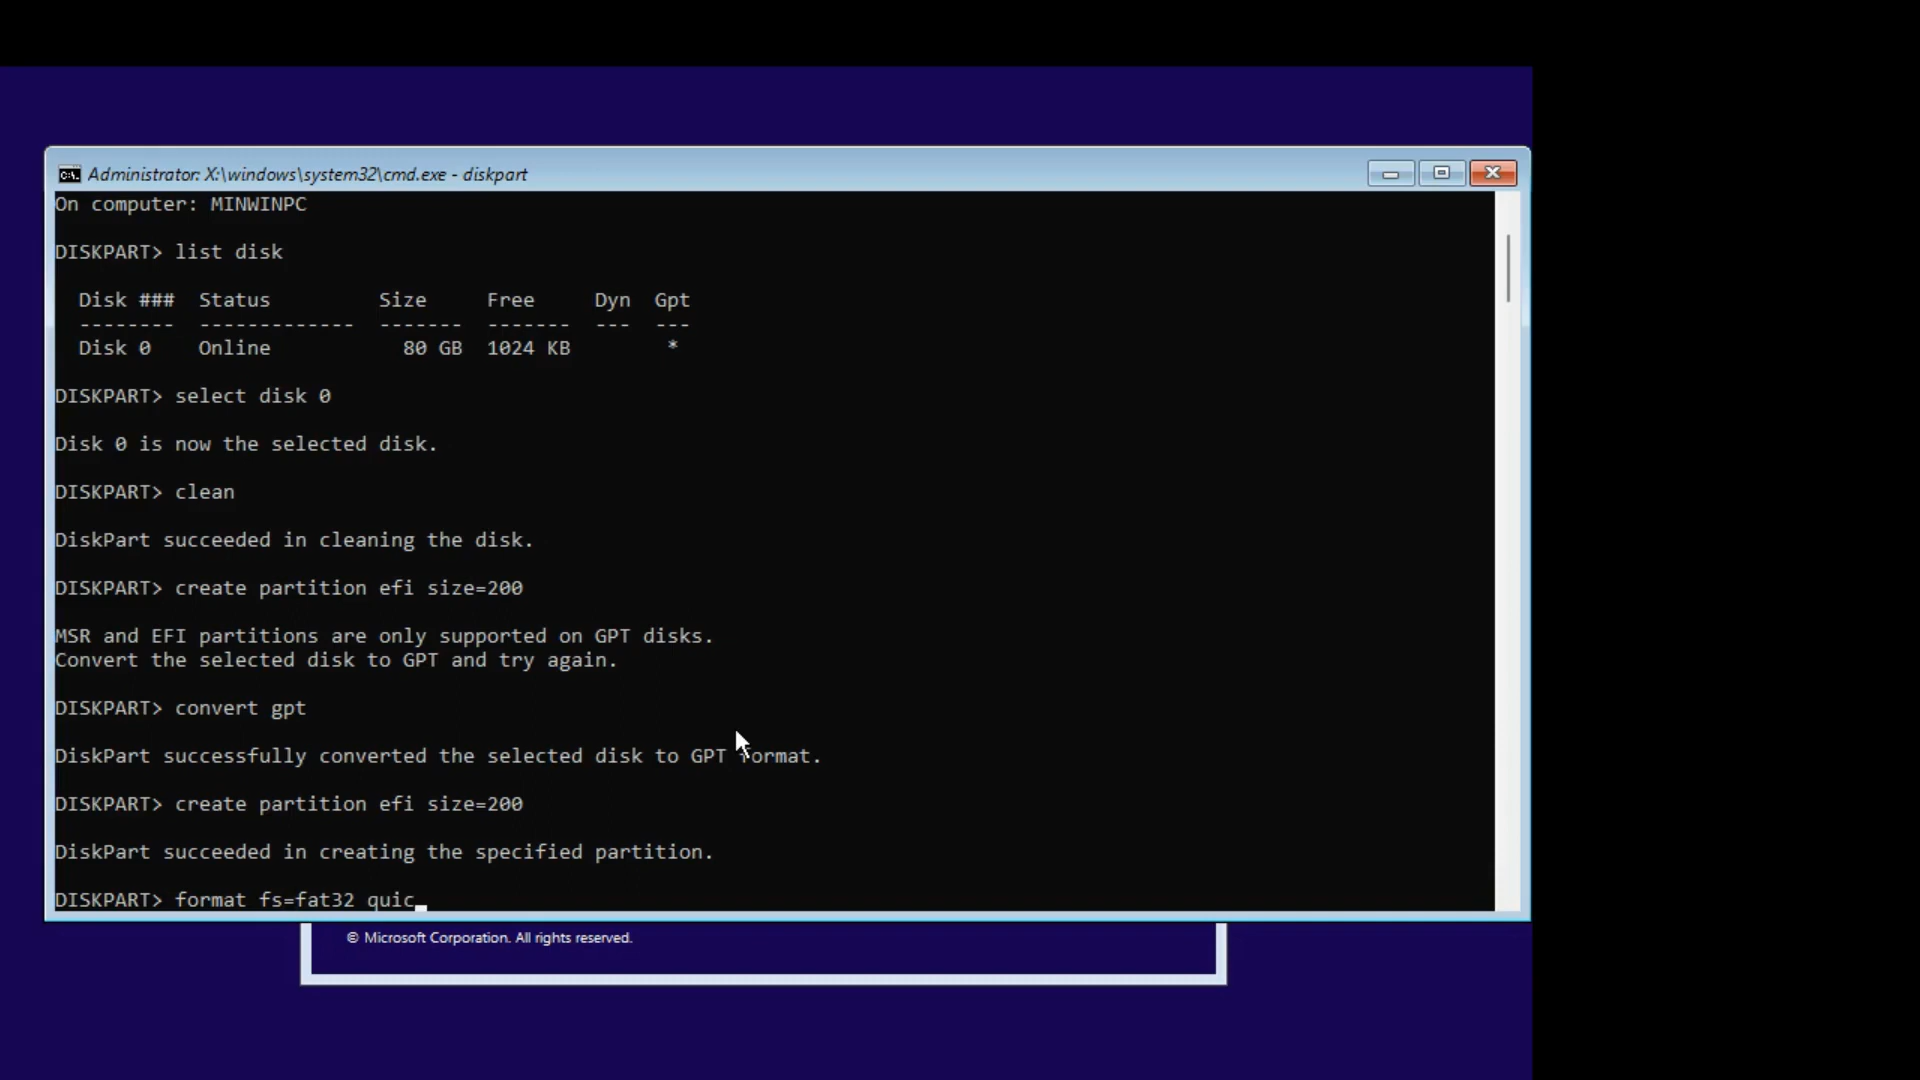 Administrator: X:\windows\system32\cmd.exe - diskpart
On computer: MINWINPC
DISKPART> list disk
Disk ### Status Size Free Dyn Gpt
-------- ------------- ------- ------- --- ---
Disk 0 Online 80 GB 1024 KB *
DISKPART> select disk 0
Disk 0 is now the selected disk.
DISKPART> clean
DiskPart succeeded in cleaning the disk.
DISKPART> create partition efi size=200
MSR and EFI partitions are only supported on GPT disks.
Convert the selected disk to GPT and try again.
DISKPART> convert gpt
DiskPart successfully converted the selected disk to GPT format.
DISKPART> create partition efi size=200
DiskPart succeeded in creating the specified partition.
DISKPART> format fs=fat32 quic_
© Microsoft Corporation. All rights reserved.